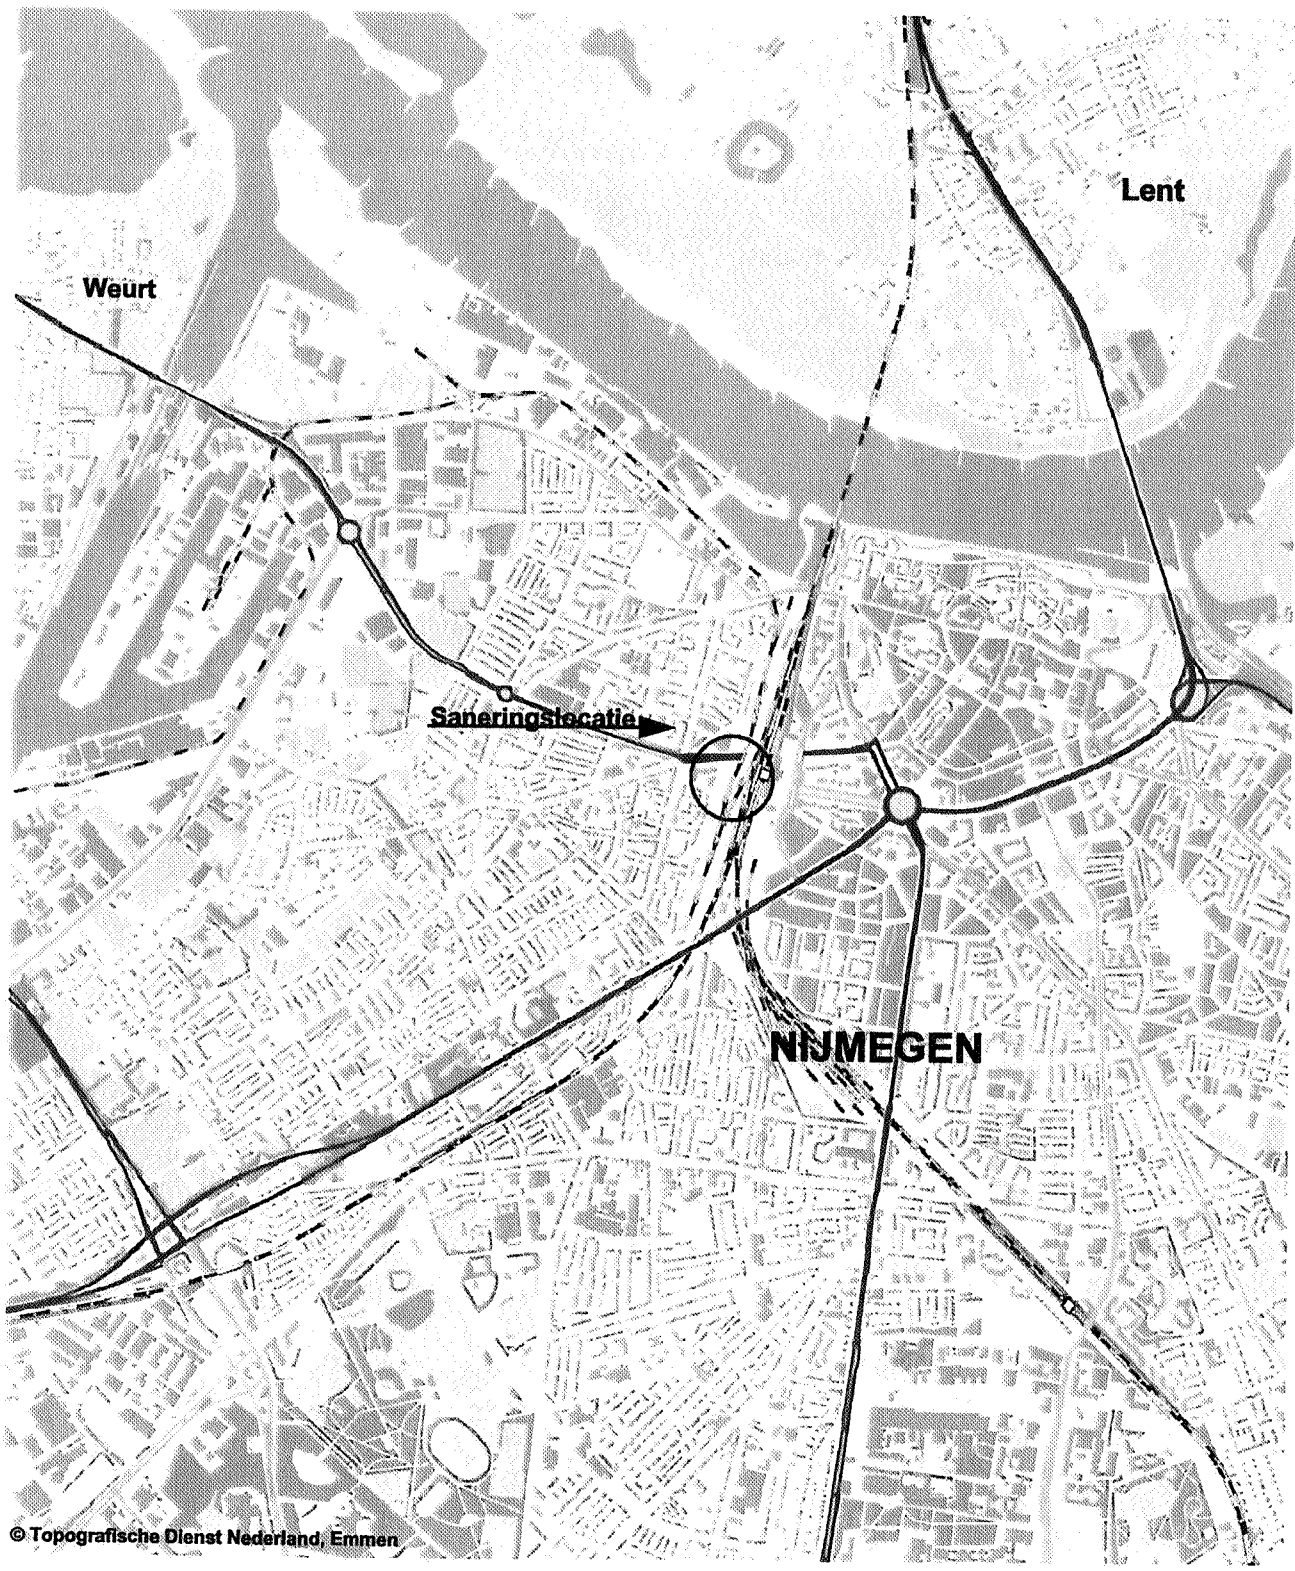 Lent
Weurt
Saneringslocatie
NIJMEGEN
© Topografische Dienst Nederland, Emmen